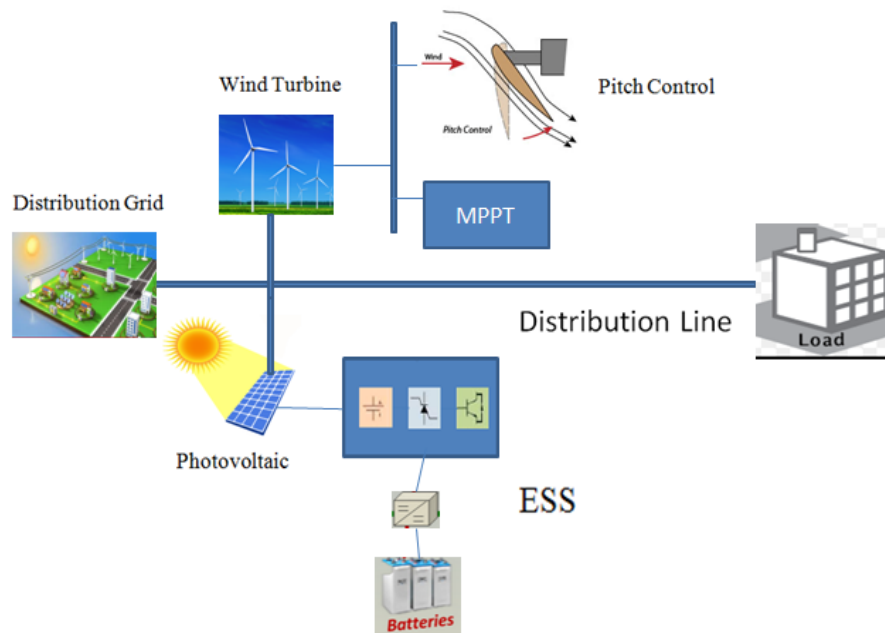 Wind
Wind Turbine
Pitch Control
Pitch Control
Distribution Grid
MPPT
Distribution Line
Load
Photovoltaic
ESS
Batteries